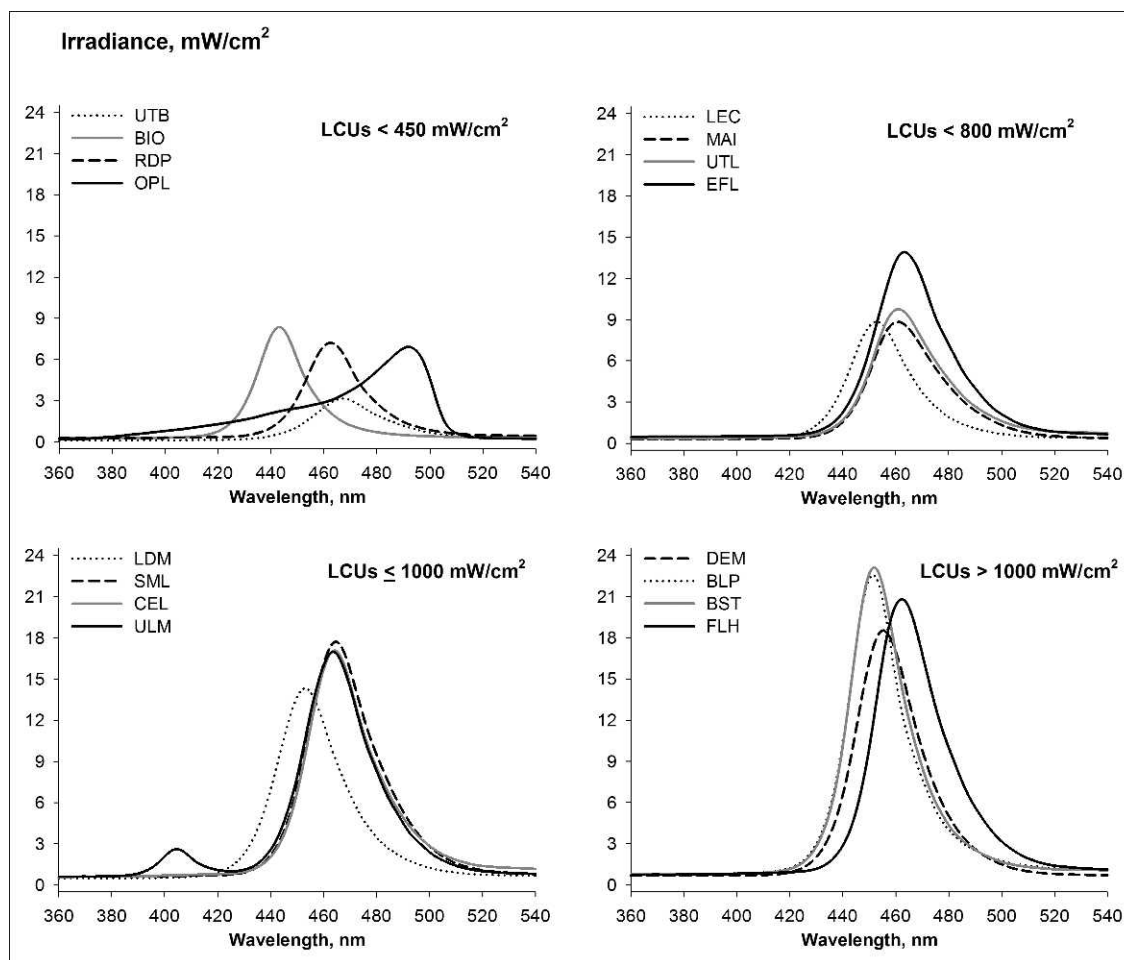 Irradiance, mW/cm²
24
21
18
15
12
9
6
3
0
UTB
BIO
RDP
OPL
LCUs < 450 mW/cm²
360 380 400 420 440 460 480 500 520 540
Wavelength, nm
24
21
18
15
12
9
6
3
0
LEC
MAI
UTL
EFL
LCUs < 800 mW/cm²
360 380 400 420 440 460 480 500 520 540
Wavelength, nm
24
21
18
15
12
9
6
3
0
LDM
SML
CEL
ULM
LCUs ≤ 1000 mW/cm²
360 380 400 420 440 460 480 500 520 540
Wavelength, nm
24
21
18
15
12
9
6
3
0
DEM
BLP
BST
FLH
LCUs > 1000 mW/cm²
360 380 400 420 440 460 480 500 520 540
Wavelength, nm